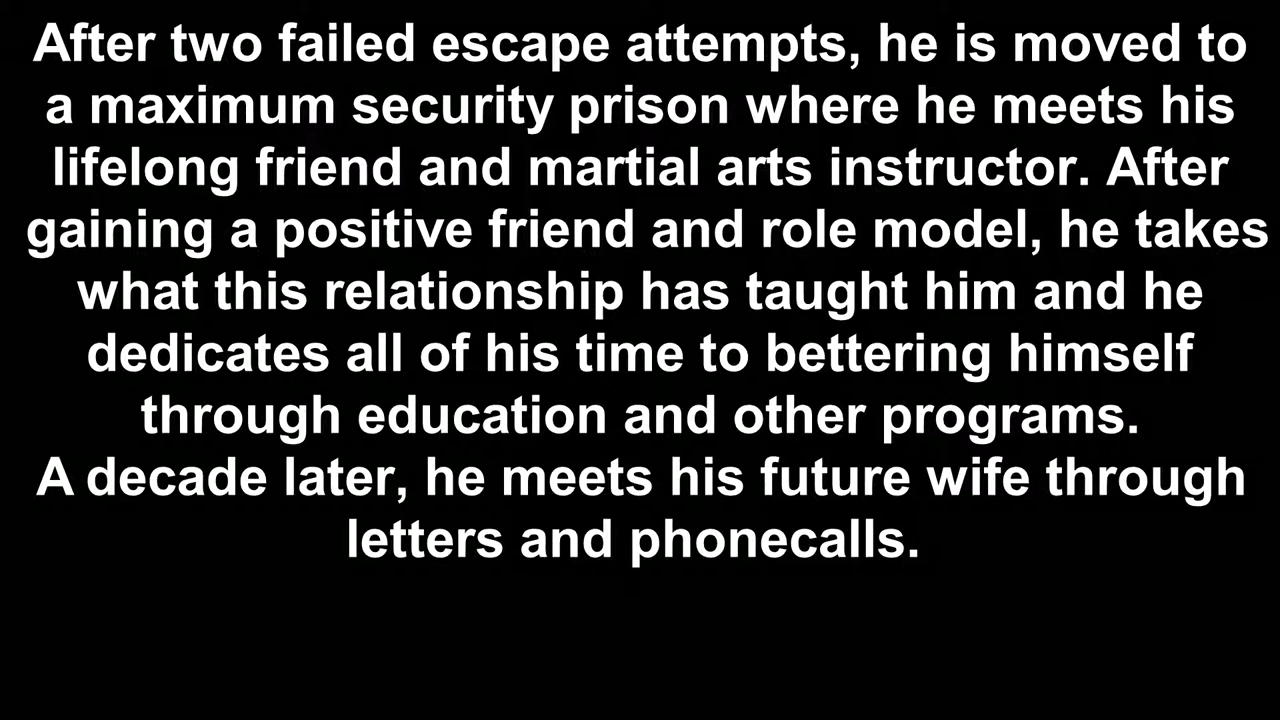 After two failed escape attempts, he is moved to
a maximum security prison where he meets his
lifelong friend and martial arts instructor. After
gaining a positive friend and role model, he takes
what this relationship has taught him and he
dedicates all of his time to bettering himself
through education and other programs.
A decade later, he meets his future wife through
letters and phonecalls.